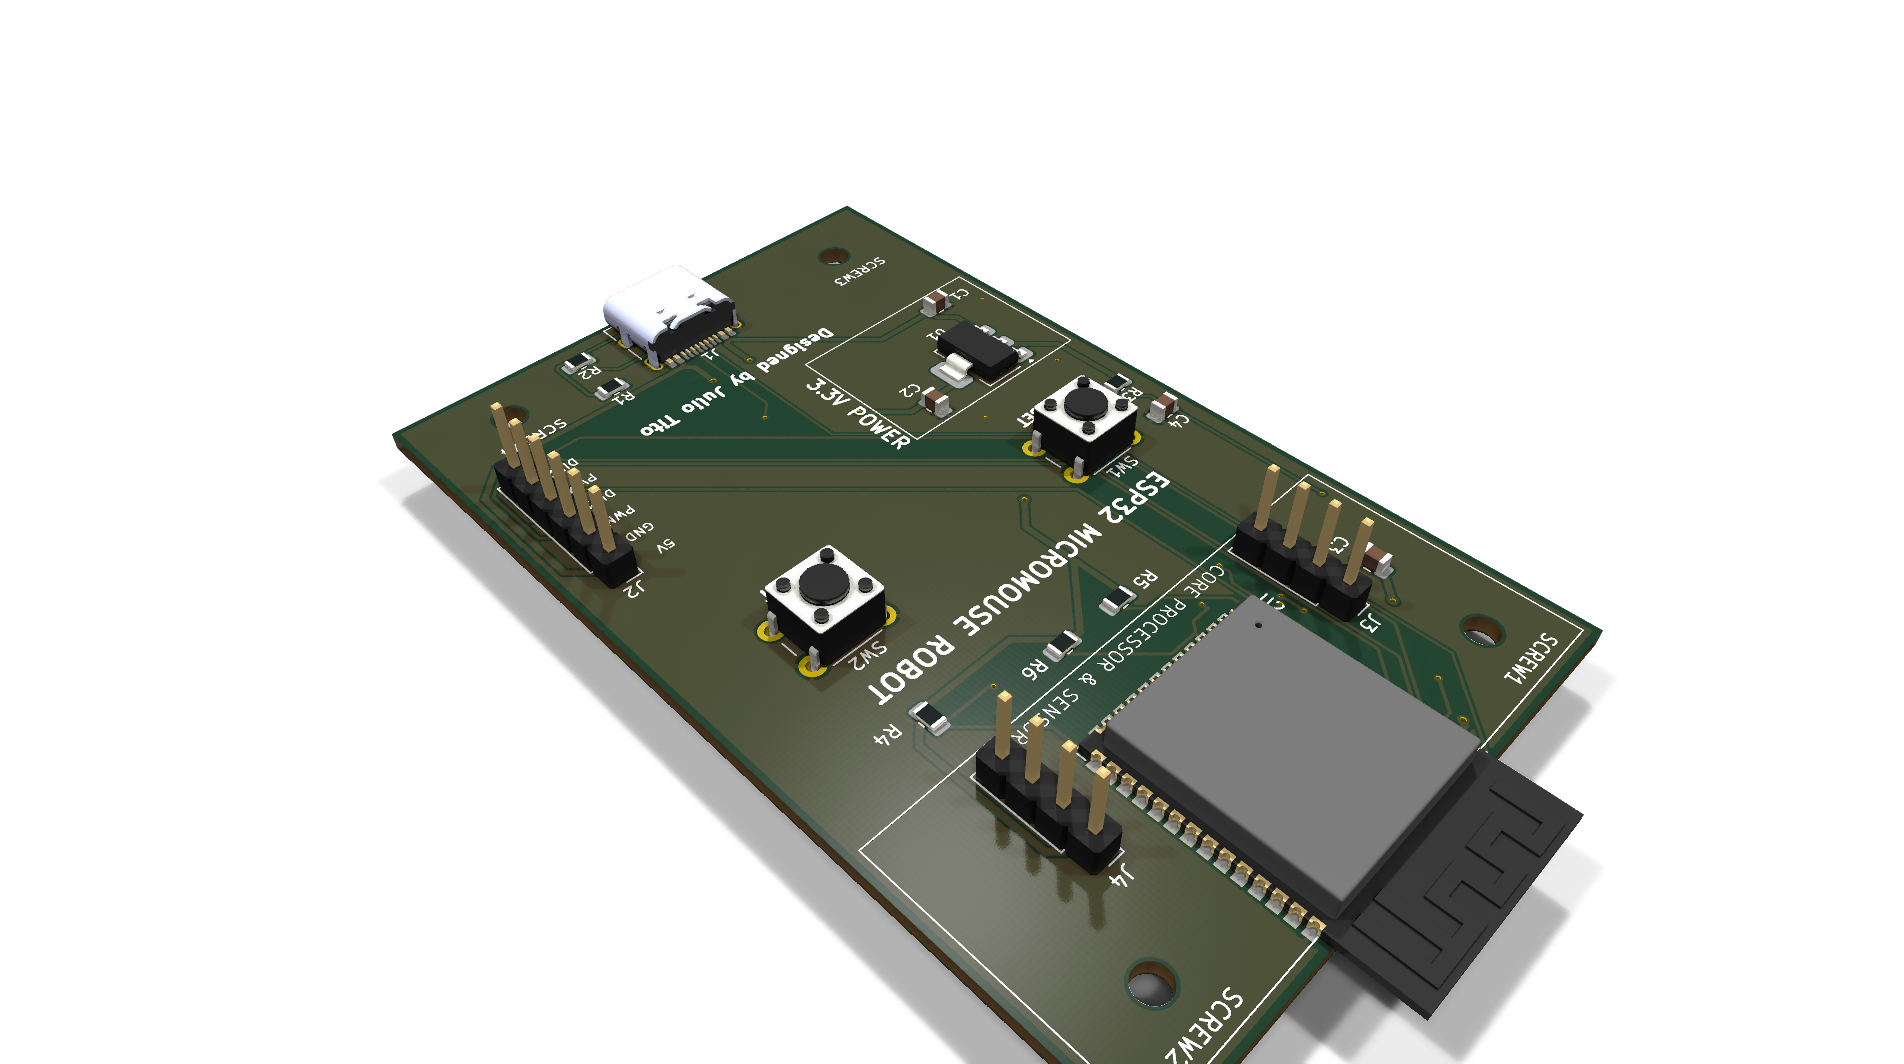 SCREW3
C1
U1
J1
R2
R1
Designed by Julio Tito
C2
3.3V POWER
R3
C4
SW1
PWM
GND
5V
J2
ESP32 MICROMOUSE ROBOT
SW2
R5
R6
R4
CORE PROCESSOR & SENSOR
C3
J3
J4
SCREW1
SCREW2